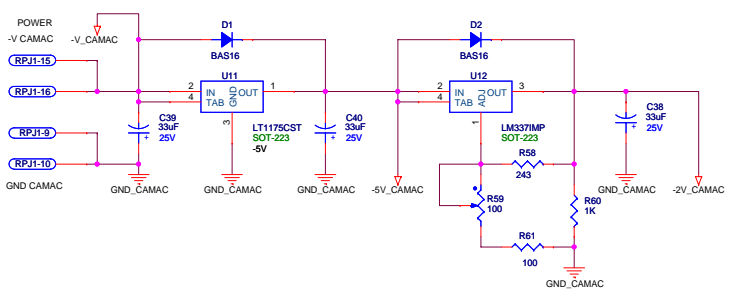 POWER
-V CAMAC
-V_CAMAC
RPJ1-15
RPJ1-16
RPJ1-9
RPJ1-10
GND CAMAC
D1
BAS16
U11
2
4
IN
TAB
GND
OUT
1
3
LT1175CST
SOT-223
-5V
C39
33uF
25V
+
GND_CAMAC
GND_CAMAC
C40
33uF
25V
+
GND_CAMAC
D2
BAS16
U12
2
4
IN
TAB
ADJ
OUT
3
1
LM337IMP
SOT-223
-5V_CAMAC
R58
243
R59
100
R60
1K
R61
100
GND_CAMAC
C38
33uF
25V
+
GND_CAMAC
-2V_CAMAC